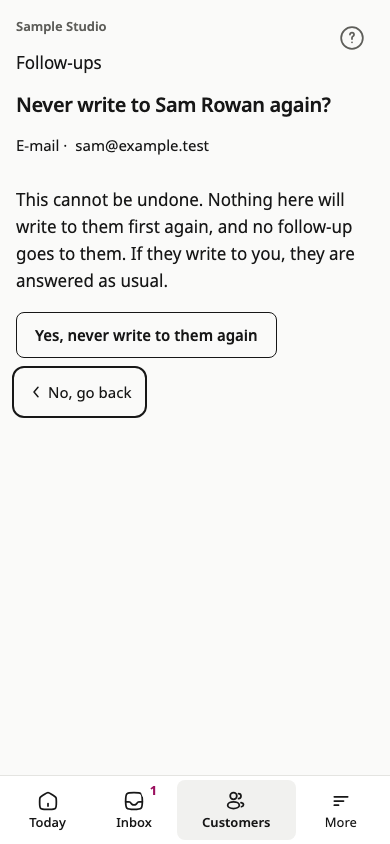 Sample Studio
Follow-ups
Never write to Sam Rowan again?
E-mail · sam@example.test
This cannot be undone. Nothing here will
write to them first again, and no follow-up
goes to them. If they write to you, they are
answered as usual.
Yes, never write to them again
No, go back
1
Today
Inbox
Customers
More